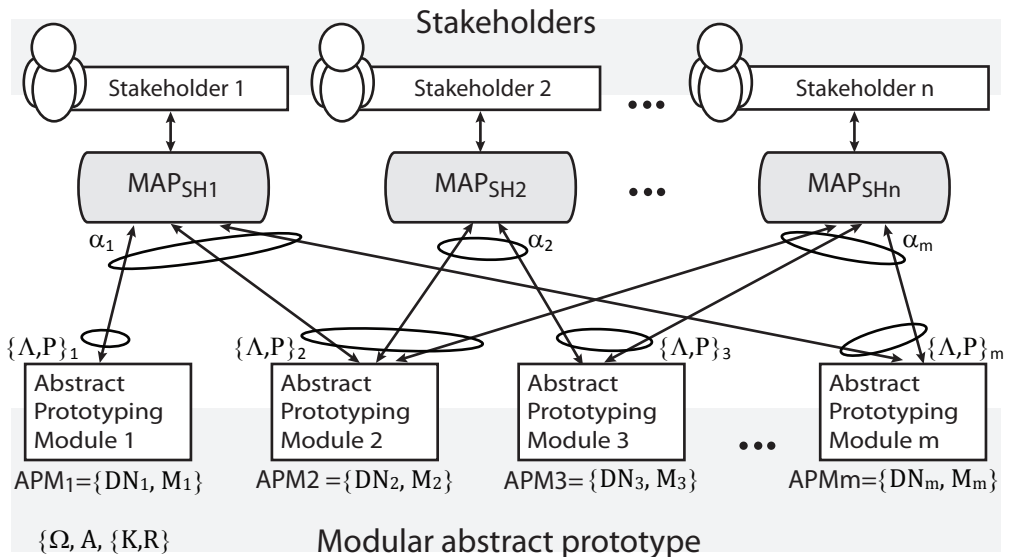 Stakeholders
Stakeholder 1
Stakeholder 2
•••
Stakeholder n
MAP_SH1
MAP_SH2
•••
MAP_SHn
α₁
α₂
αₘ
{Λ,P}₁
{Λ,P}₂
{Λ,P}₃
{Λ,P}ₘ
Abstract
Prototyping
Module 1
Abstract
Prototyping
Module 2
Abstract
Prototyping
Module 3
•••
Abstract
Prototyping
Module m
APM₁={DN₁, M₁}
APM2={DN₂, M₂}
APM3={DN₃, M₃}
APMm={DNₘ, Mₘ}
{Ω, A, {K,R}
Modular abstract prototype